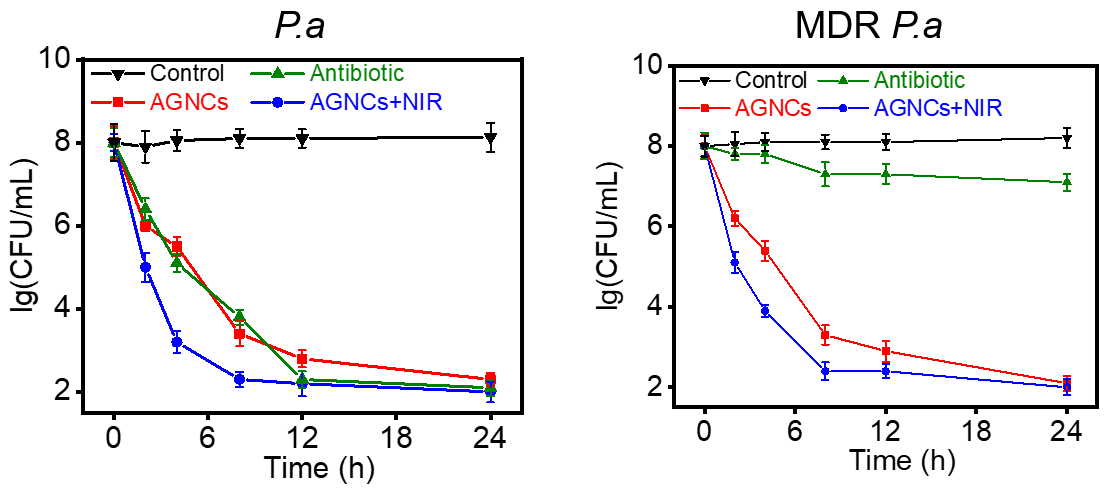 P.a
10
Control
Antibiotic
AGNCs
AGNCs+NIR
8
6
4
2
lg(CFU/mL)
0
6
12
18
24
Time (h)
MDR P.a
10
Control
Antibiotic
AGNCs
AGNCs+NIR
8
6
4
2
lg(CFU/mL)
0
6
12
18
24
Time (h)